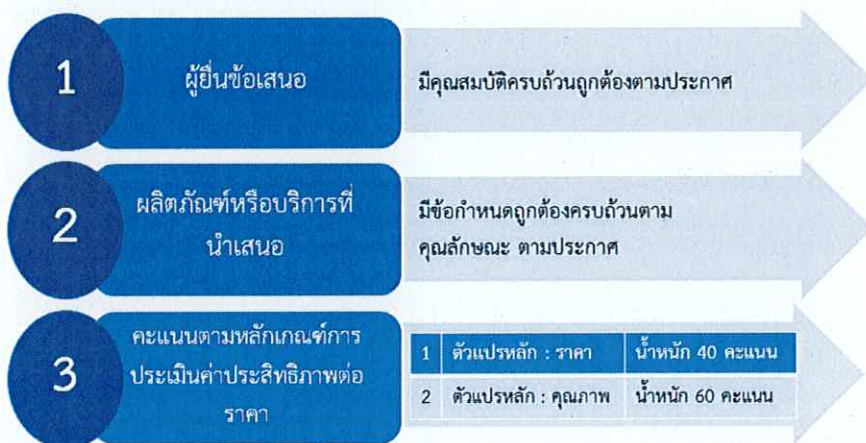 1
ผู้ยื่นข้อเสนอ
มีคุณสมบัติครบถ้วนถูกต้องตามประกาศ
2
ผลิตภัณฑ์หรือบริการที่
นำเสนอ
มีข้อกำหนดถูกต้องครบถ้วนตาม
คุณลักษณะ ตามประกาศ
3
คะแนนตามหลักเกณฑ์การ
ประเมินค่าประสิทธิภาพต่อ
ราคา
1 ตัวแปรหลัก : ราคา น้ำหนัก 40 คะแนน
2 ตัวแปรหลัก : คุณภาพ น้ำหนัก 60 คะแนน